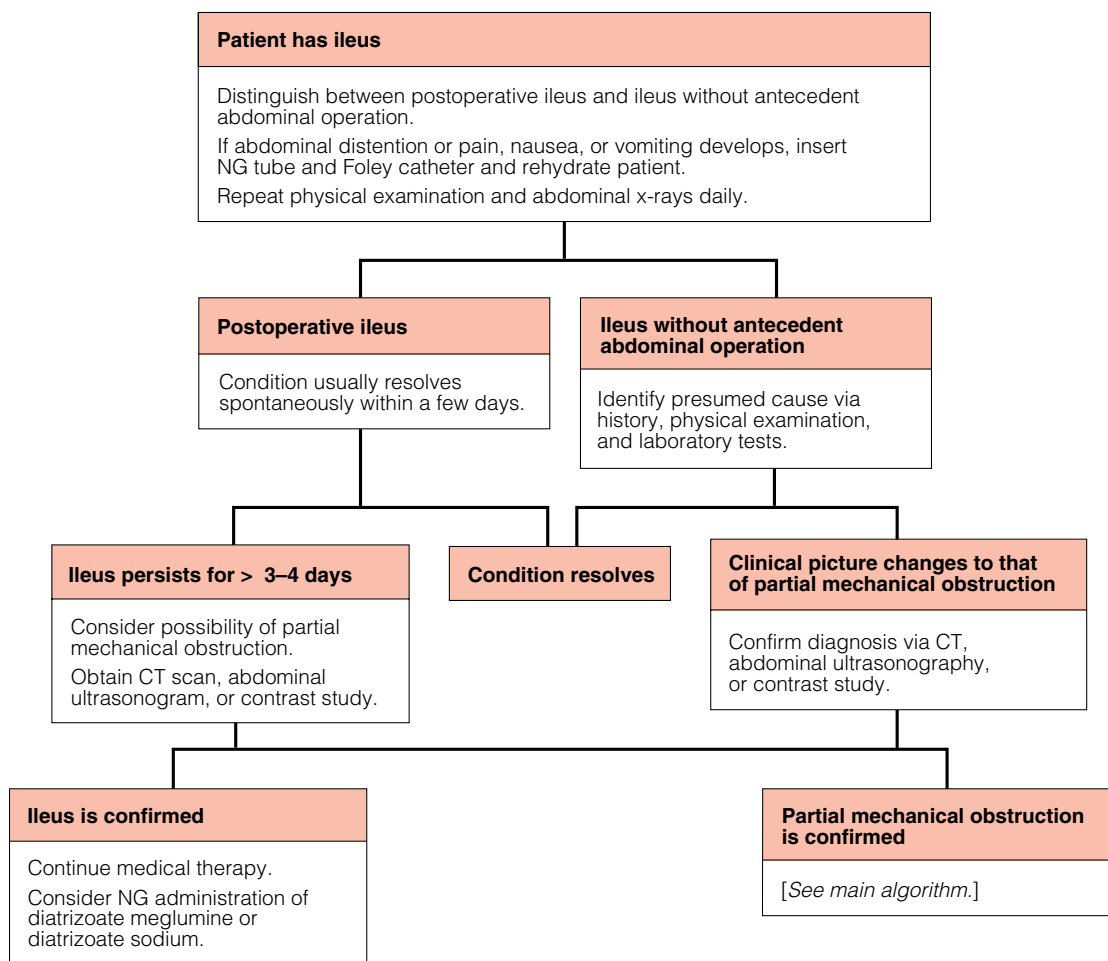 Patient has ileus
Distinguish between postoperative ileus and ileus without antecedent
abdominal operation.
If abdominal distention or pain, nausea, or vomiting develops, insert
NG tube and Foley catheter and rehydrate patient.
Repeat physical examination and abdominal x-rays daily.
Postoperative ileus
Condition usually resolves
spontaneously within a few days.
Ileus without antecedent
abdominal operation
Identify presumed cause via
history, physical examination,
and laboratory tests.
Ileus persists for > 3–4 days
Consider possibility of partial
mechanical obstruction.
Obtain CT scan, abdominal
ultrasonogram, or contrast study.
Condition resolves
Clinical picture changes to that
of partial mechanical obstruction
Confirm diagnosis via CT,
abdominal ultrasonography,
or contrast study.
Ileus is confirmed
Continue medical therapy.
Consider NG administration of
diatrizoate meglumine or
diatrizoate sodium.
Partial mechanical obstruction
is confirmed
[See main algorithm.]